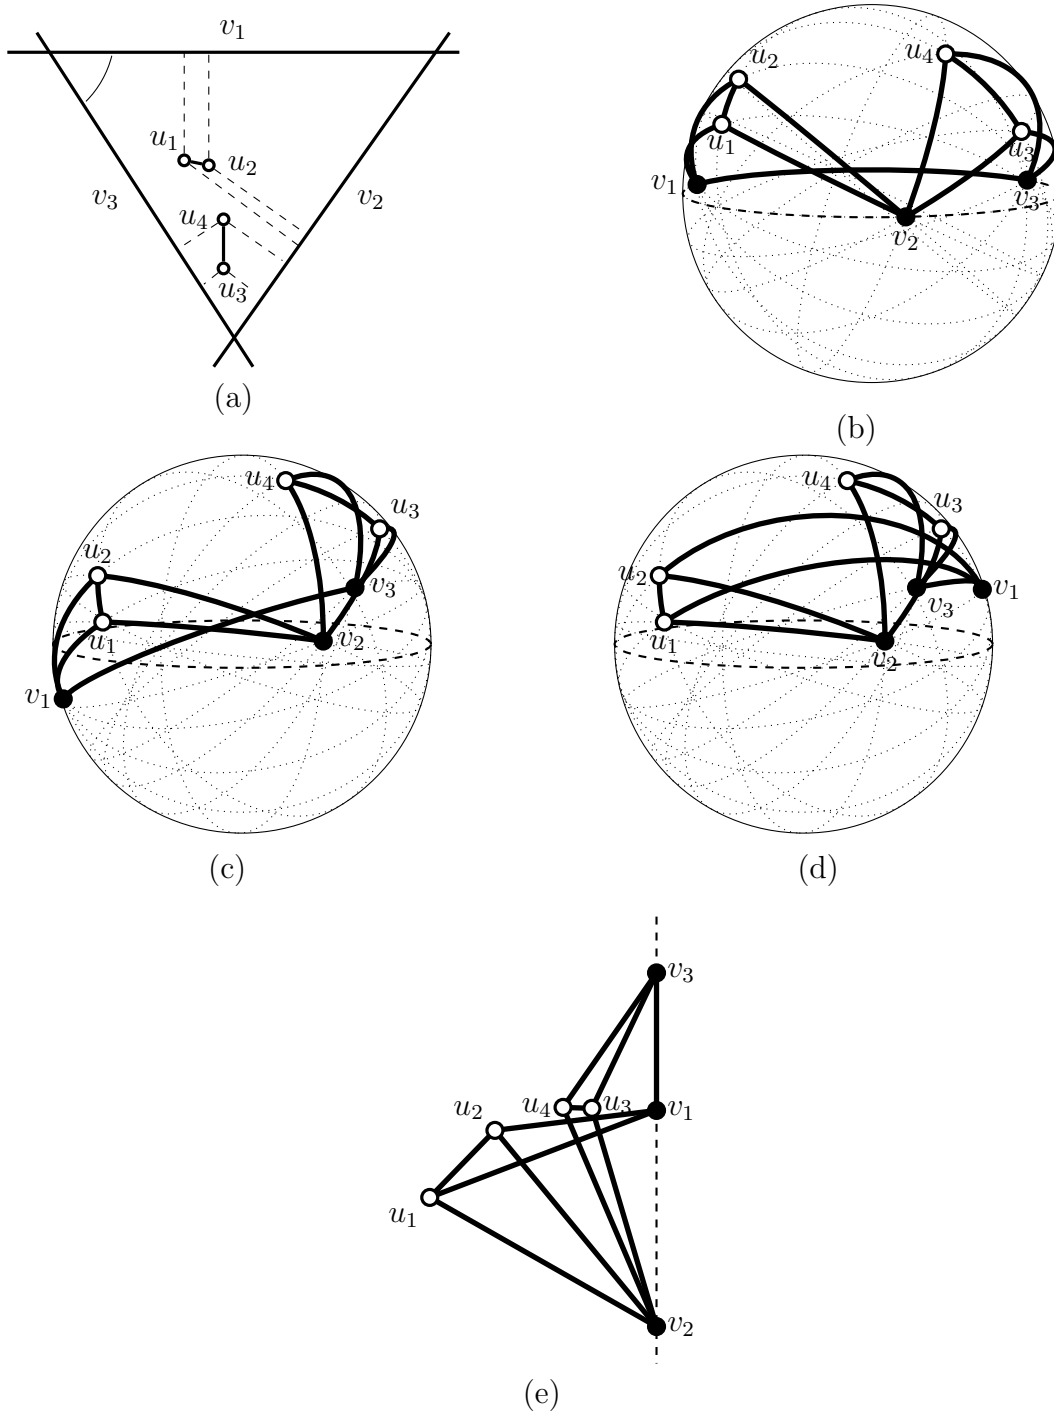 v₁
u₁ u₂
v₃ v₂
u₄
u₃
(a)
u₂ u₄
u₁ u₃
v₁ v₃
v₂
(b)
u₄
u₃
u₂
v₃
u₁ v₂
v₁
(c)
u₄
u₃
u₂
v₃ v₁
u₁
v₂
(d)
v₃
u₂ u₄ u₃ v₁
u₁
v₂
(e)